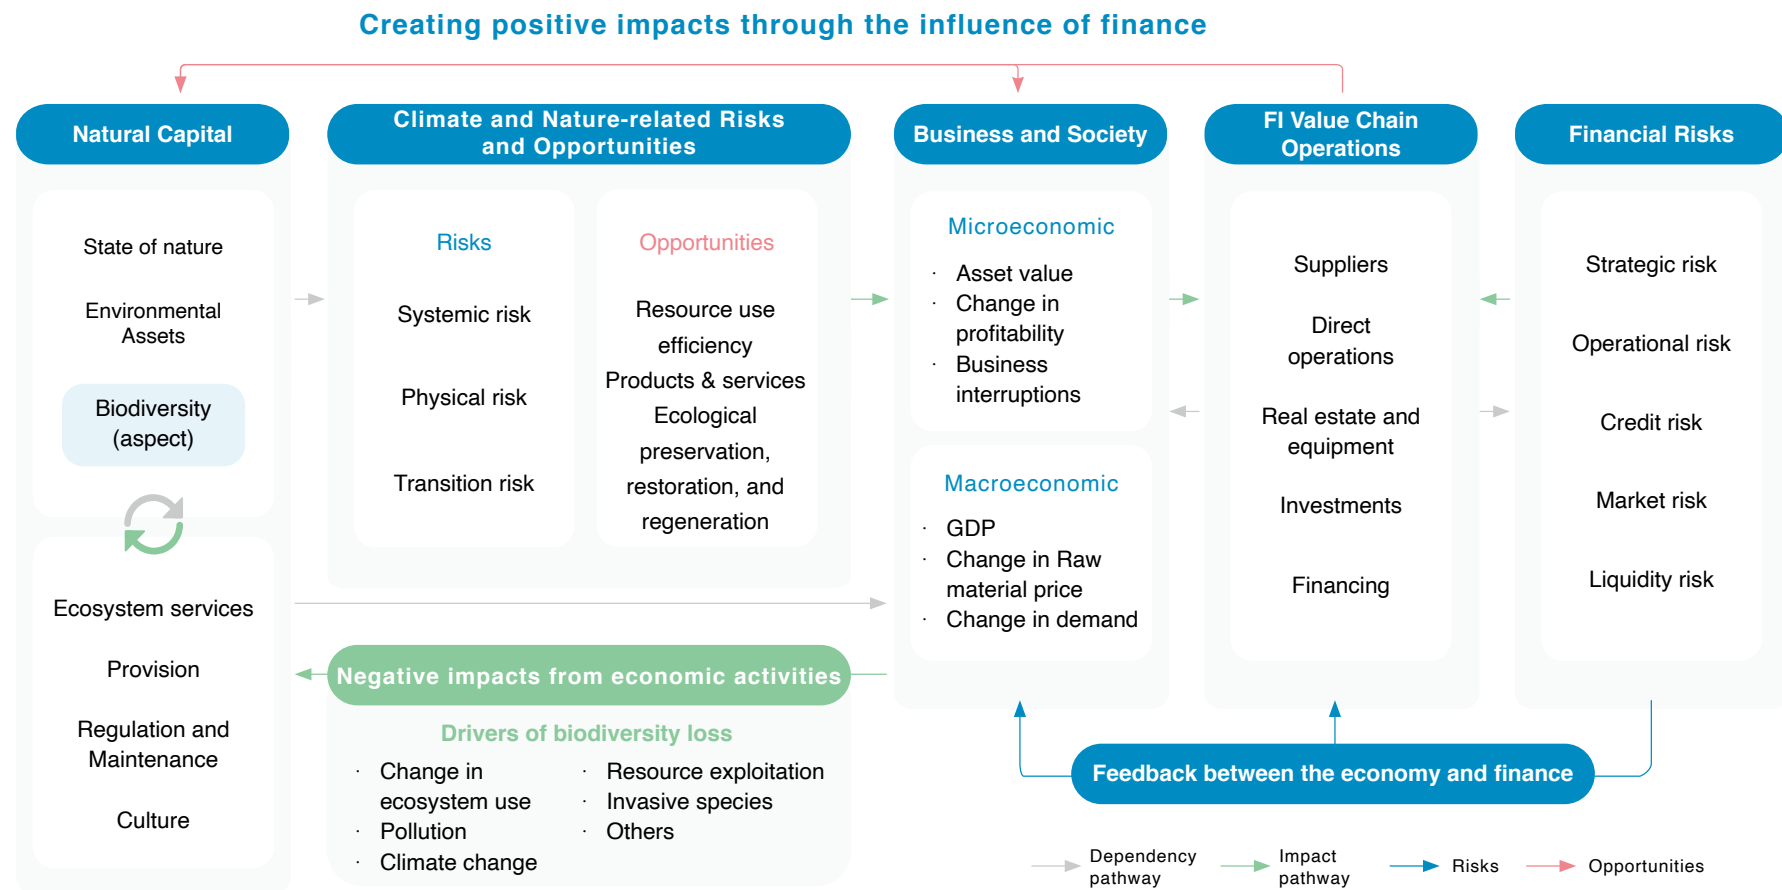 Creating positive impacts through the influence of finance
Natural Capital
State of nature
Environmental
Assets
Biodiversity
(aspect)
Ecosystem services
Provision
Regulation and
Maintenance
Culture
Climate and Nature-related Risks
and Opportunities
Risks
Systemic risk
Physical risk
Transition risk
Opportunities
Resource use
efficiency
Products & services
Ecological
preservation,
restoration, and
regeneration
Negative impacts from economic activities
Drivers of biodiversity loss
· Change in
ecosystem use
· Pollution
· Climate change
· Resource exploitation
· Invasive species
· Others
Business and Society
Microeconomic
· Asset value
· Change in
profitability
· Business
interruptions
Macroeconomic
· GDP
· Change in Raw
material price
· Change in demand
FI Value Chain
Operations
Suppliers
Direct
operations
Real estate and
equipment
Investments
Financing
Financial Risks
Strategic risk
Operational risk
Credit risk
Market risk
Liquidity risk
Feedback between the economy and finance
Dependency
pathway
Impact
pathway
Risks
Opportunities